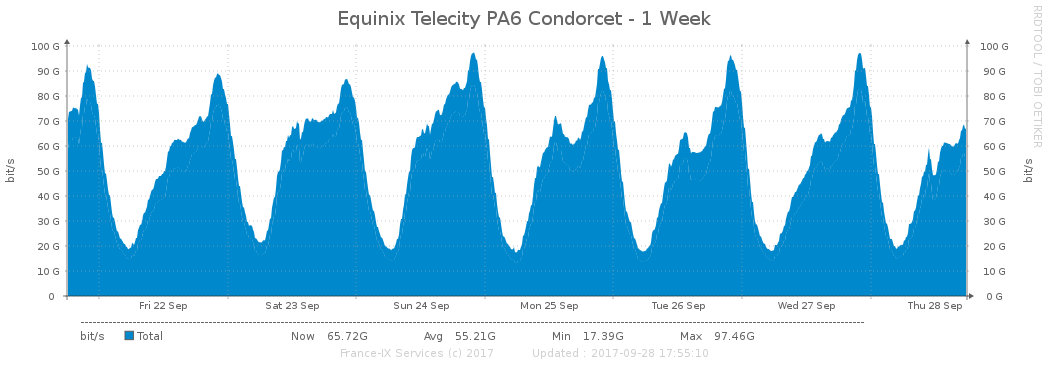 Equinix Telecity PA6 Condorcet - 1 Week
RRDTOOL / TOBI OETIKER
bit/s
100 G
90 G
80 G
70 G
60 G
50 G
40 G
30 G
20 G
10 G
0
100 G
90 G
80 G
70 G
60 G
50 G
40 G
30 G
20 G
10 G
0 G
bit/s
Fri 22 Sep Sat 23 Sep Sun 24 Sep Mon 25 Sep Tue 26 Sep Wed 27 Sep Thu 28 Sep
bit/s Total Now 65.72G Avg 55.21G Min 17.39G Max 97.46G
France-IX Services (c) 2017 Updated : 2017-09-28 17:55:10